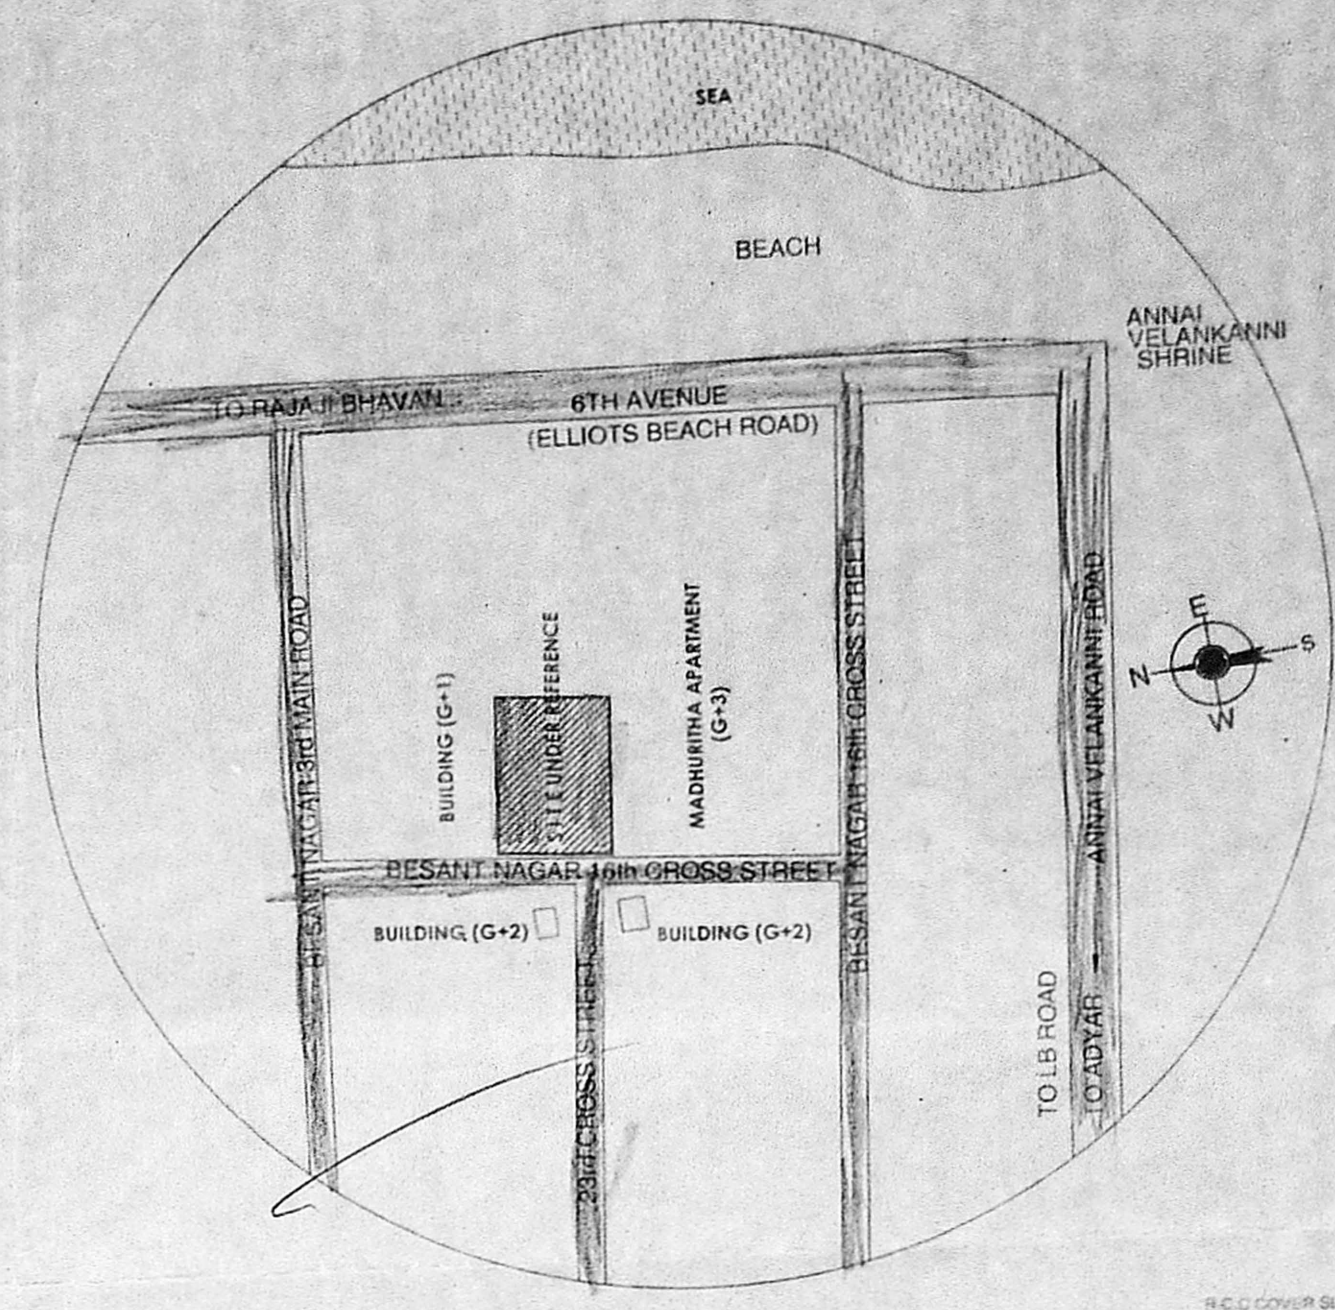 SEA
BEACH
ANNAI
VELANKANNI
SHRINE
TO RAJAJI BHAVAN
6TH AVENUE
(ELLIOTS BEACH ROAD)
BESANT NAGAR 3rd MAIN ROAD
BUILDING (G+1)
SITE UNDER REFERENCE
MADHURITHA APARTMENT
(G+3)
BESANT NAGAR 16th CROSS STREET
ANNAI VELANKANNI ROAD
E
S
N
W
BESANT NAGAR 16th CROSS STREET
BUILDING (G+2)
BUILDING (G+2)
23rd CROSS STREET
TO LB ROAD
TO ADYAR